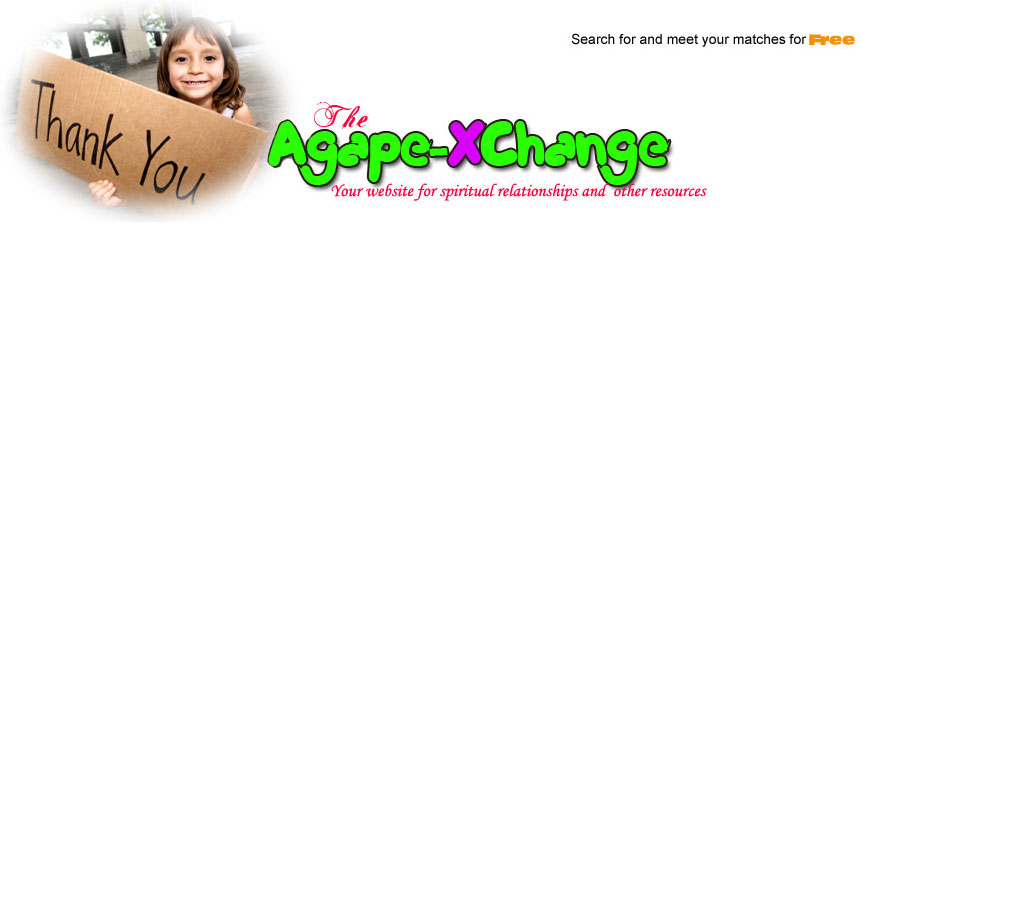 Search for and meet your matches for Free
Thank You
The
Agape-XChange
Your website for spiritual relationships and other resources